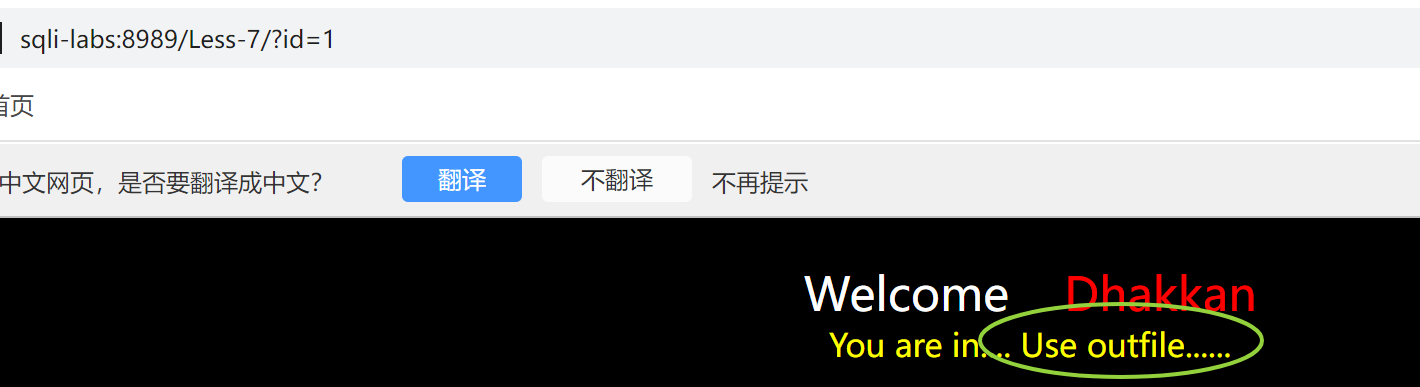 sqli-labs:8989/Less-7/?id=1
首页
中文网页，是否要翻译成中文？ 翻译 不翻译 不再提示
Welcome Dhakkan
You are in.... Use outfile......